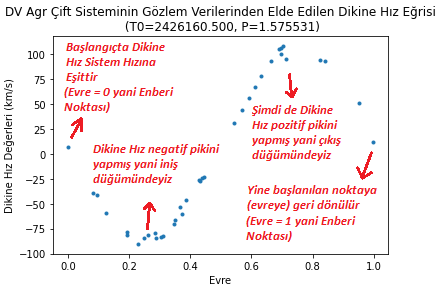 DV Agr Çift Sisteminin Gözlem Verilerinden Elde Edilen Dikine Hız Eğrisi
(T0=2426160.500, P=1.575531)
Dikine Hız Değerleri (km/s)
100
75
50
25
0
−25
−50
−75
−100
Başlangıçta Dikine
Hız Sistem Hızına
Eşittir
(Evre = 0 yani Enberi
Noktası)
Dikine Hız negatif pikini
yapmış yani iniş
düğümündeyiz
Şimdi de Dikine
Hız pozitif pikini
yapmış yani çıkış
düğümündeyiz
Yine başlanılan noktaya
(evreye) geri dönülür
(Evre = 1 yani Enberi
Noktası)
0.0 0.2 0.4 0.6 0.8 1.0
Evre